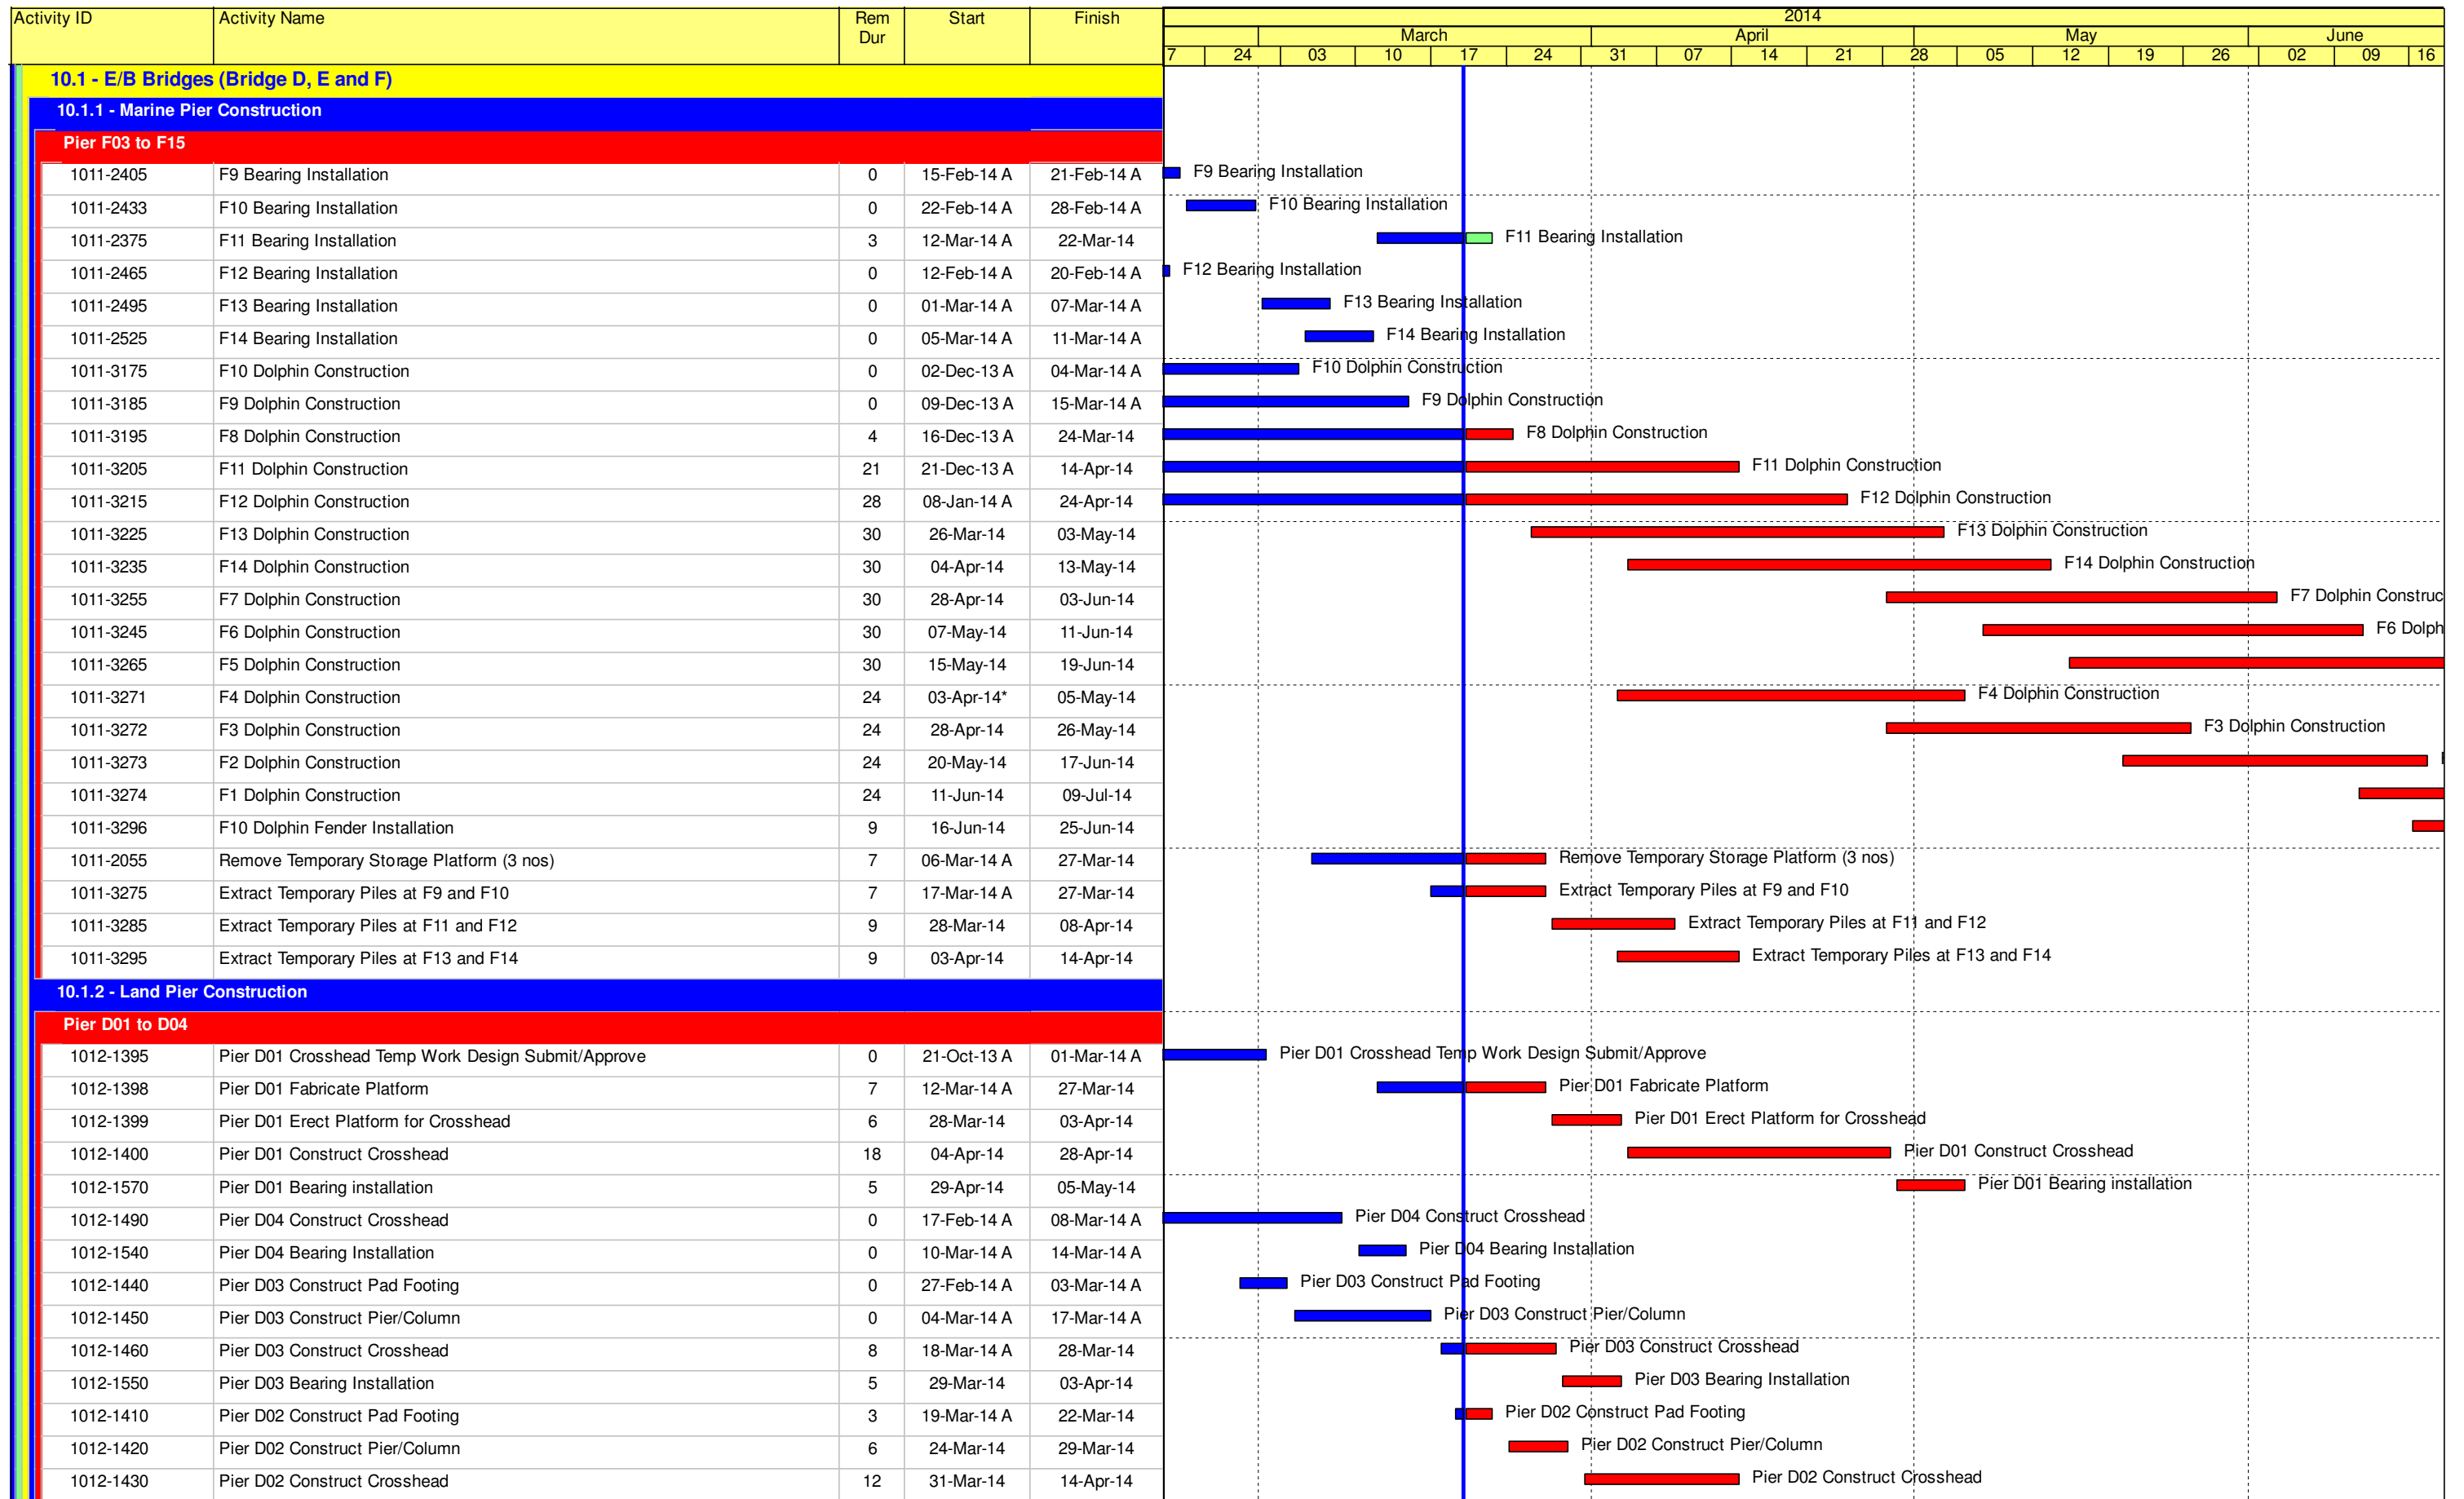 Activity ID Activity Name Rem Dur Start Finish 2014
March April May June
7 24 03 10 17 24 31 07 14 21 28 05 12 19 26 02 09 16
10.1 - E/B Bridges (Bridge D, E and F)
10.1.1 - Marine Pier Construction
Pier F03 to F15
1011-2405 F9 Bearing Installation 0 15-Feb-14 A 21-Feb-14 A F9 Bearing Installation
1011-2433 F10 Bearing Installation 0 22-Feb-14 A 28-Feb-14 A F10 Bearing Installation
1011-2375 F11 Bearing Installation 3 12-Mar-14 A 22-Mar-14 F11 Bearing Installation
1011-2465 F12 Bearing Installation 0 12-Feb-14 A 20-Feb-14 A F12 Bearing Installation
1011-2495 F13 Bearing Installation 0 01-Mar-14 A 07-Mar-14 A F13 Bearing Installation
1011-2525 F14 Bearing Installation 0 05-Mar-14 A 11-Mar-14 A F14 Bearing Installation
1011-3175 F10 Dolphin Construction 0 02-Dec-13 A 04-Mar-14 A F10 Dolphin Construction
1011-3185 F9 Dolphin Construction 0 09-Dec-13 A 15-Mar-14 A F9 Dolphin Construction
1011-3195 F8 Dolphin Construction 4 16-Dec-13 A 24-Mar-14 F8 Dolphin Construction
1011-3205 F11 Dolphin Construction 21 21-Dec-13 A 14-Apr-14 F11 Dolphin Construction
1011-3215 F12 Dolphin Construction 28 08-Jan-14 A 24-Apr-14 F12 Dolphin Construction
1011-3225 F13 Dolphin Construction 30 26-Mar-14 03-May-14 F13 Dolphin Construction
1011-3235 F14 Dolphin Construction 30 04-Apr-14 13-May-14 F14 Dolphin Construction
1011-3255 F7 Dolphin Construction 30 28-Apr-14 03-Jun-14 F7 Dolphin Construc
1011-3245 F6 Dolphin Construction 30 07-May-14 11-Jun-14 F6 Dolph
1011-3265 F5 Dolphin Construction 30 15-May-14 19-Jun-14
1011-3271 F4 Dolphin Construction 24 03-Apr-14* 05-May-14 F4 Dolphin Construction
1011-3272 F3 Dolphin Construction 24 28-Apr-14 26-May-14 F3 Dolphin Construction
1011-3273 F2 Dolphin Construction 24 20-May-14 17-Jun-14
1011-3274 F1 Dolphin Construction 24 11-Jun-14 09-Jul-14
1011-3296 F10 Dolphin Fender Installation 9 16-Jun-14 25-Jun-14
1011-2055 Remove Temporary Storage Platform (3 nos) 7 06-Mar-14 A 27-Mar-14 Remove Temporary Storage Platform (3 nos)
1011-3275 Extract Temporary Piles at F9 and F10 7 17-Mar-14 A 27-Mar-14 Extract Temporary Piles at F9 and F10
1011-3285 Extract Temporary Piles at F11 and F12 9 28-Mar-14 08-Apr-14 Extract Temporary Piles at F11 and F12
1011-3295 Extract Temporary Piles at F13 and F14 9 03-Apr-14 14-Apr-14 Extract Temporary Piles at F13 and F14
10.1.2 - Land Pier Construction
Pier D01 to D04
1012-1395 Pier D01 Crosshead Temp Work Design Submit/Approve 0 21-Oct-13 A 01-Mar-14 A Pier D01 Crosshead Temp Work Design Submit/Approve
1012-1398 Pier D01 Fabricate Platform 7 12-Mar-14 A 27-Mar-14 Pier D01 Fabricate Platform
1012-1399 Pier D01 Erect Platform for Crosshead 6 28-Mar-14 03-Apr-14 Pier D01 Erect Platform for Crosshead
1012-1400 Pier D01 Construct Crosshead 18 04-Apr-14 28-Apr-14 Pier D01 Construct Crosshead
1012-1570 Pier D01 Bearing installation 5 29-Apr-14 05-May-14 Pier D01 Bearing installation
1012-1490 Pier D04 Construct Crosshead 0 17-Feb-14 A 08-Mar-14 A Pier D04 Construct Crosshead
1012-1540 Pier D04 Bearing Installation 0 10-Mar-14 A 14-Mar-14 A Pier D04 Bearing Installation
1012-1440 Pier D03 Construct Pad Footing 0 27-Feb-14 A 03-Mar-14 A Pier D03 Construct Pad Footing
1012-1450 Pier D03 Construct Pier/Column 0 04-Mar-14 A 17-Mar-14 A Pier D03 Construct Pier/Column
1012-1460 Pier D03 Construct Crosshead 8 18-Mar-14 A 28-Mar-14 Pier D03 Construct Crosshead
1012-1550 Pier D03 Bearing Installation 5 29-Mar-14 03-Apr-14 Pier D03 Bearing Installation
1012-1410 Pier D02 Construct Pad Footing 3 19-Mar-14 A 22-Mar-14 Pier D02 Construct Pad Footing
1012-1420 Pier D02 Construct Pier/Column 6 24-Mar-14 29-Mar-14 Pier D02 Construct Pier/Column
1012-1430 Pier D02 Construct Crosshead 12 31-Mar-14 14-Apr-14 Pier D02 Construct Crosshead